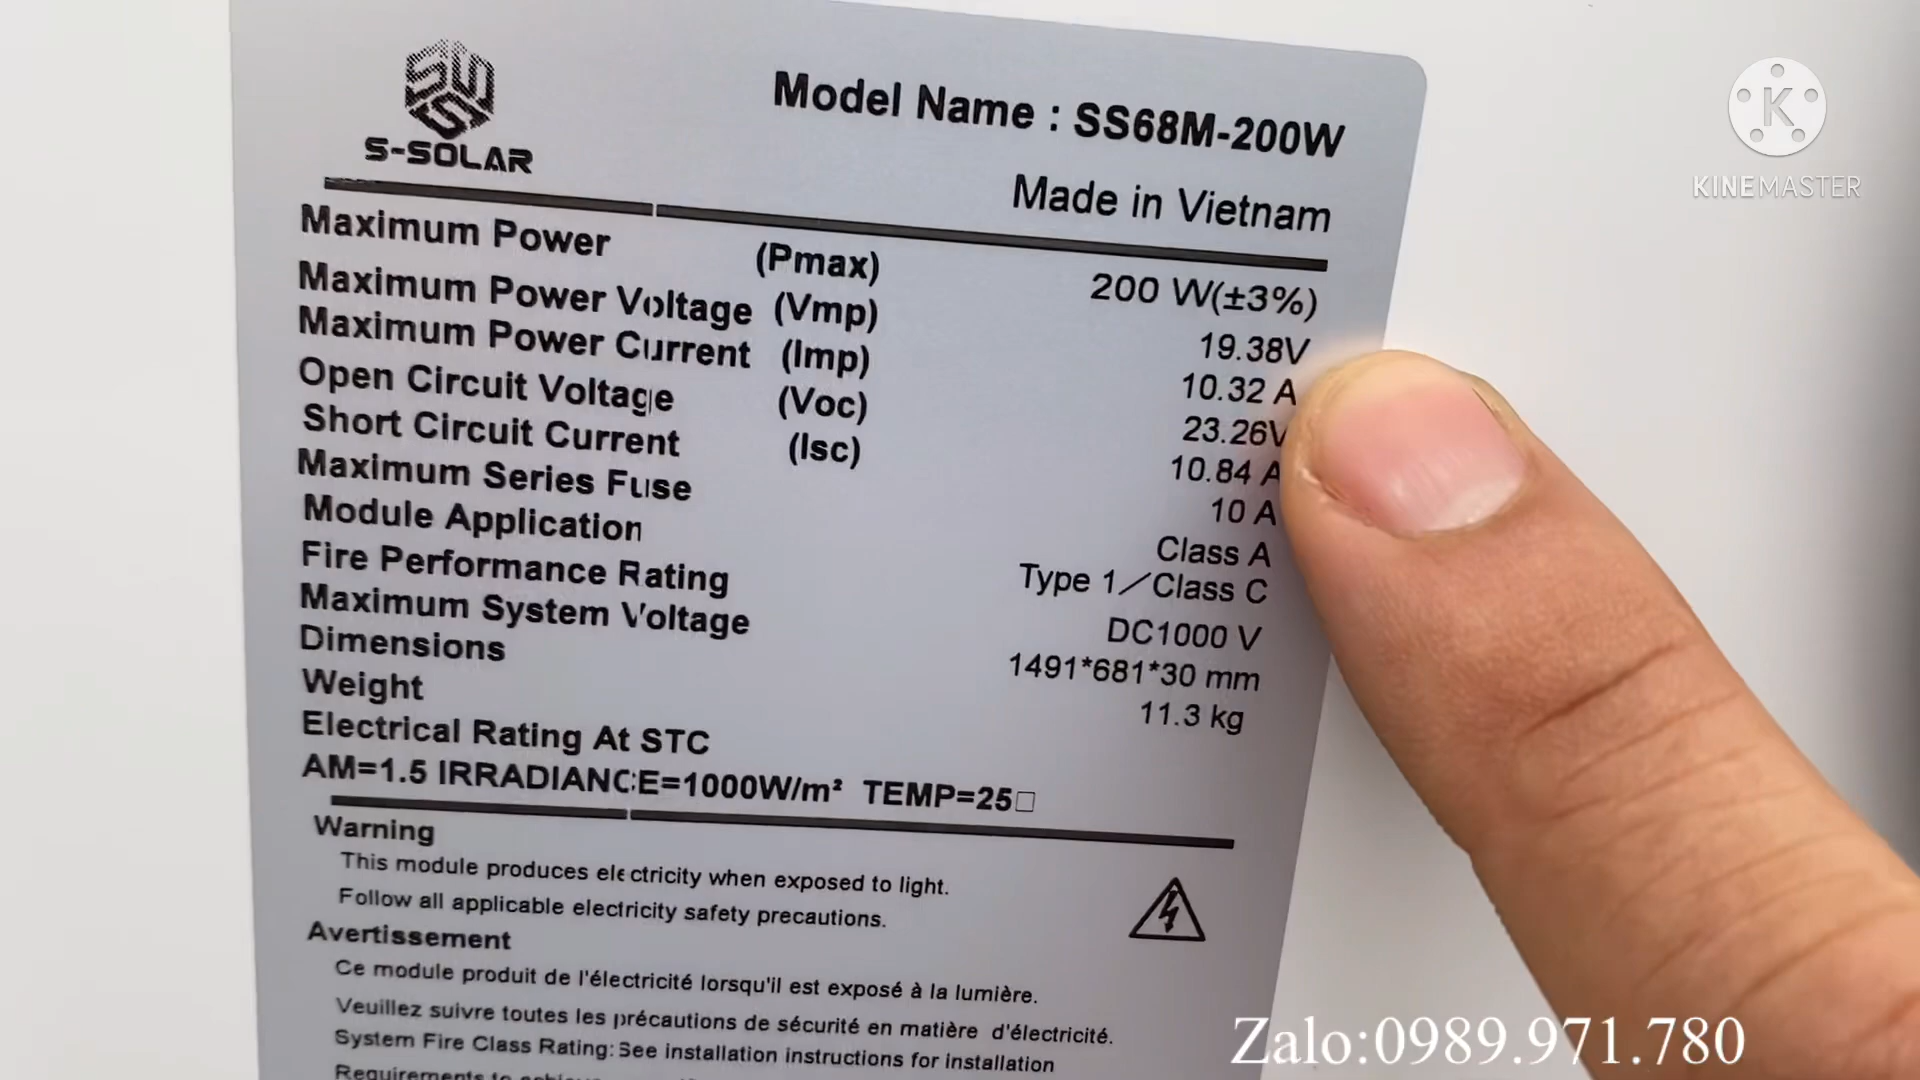 S-SOLAR
Model Name : SS68M-200W
Made in Vietnam
Maximum Power (Pmax) 200 W(±3%)
Maximum Power Voltage (Vmp) 19.38V
Maximum Power Current (Imp) 10.32 A
Open Circuit Voltage (Voc) 23.26V
Short Circuit Current (Isc) 10.84 A
Maximum Series Fuse 10 A
Module Application Class A
Fire Performance Rating Type 1/Class C
Maximum System Voltage DC1000 V
Dimensions 1491*681*30 mm
Weight 11.3 kg
Electrical Rating At STC
AM=1.5 IRRADIANCE=1000W/m² TEMP=25□
Warning
This module produces electricity when exposed to light.
Follow all applicable electricity safety precautions.
Avertissement
Ce module produit de l'électricité lorsqu'il est exposé à la lumière.
Veuillez suivre toutes les précautions de sécurité en matière d'électricité.
System Fire Class Rating: See installation instructions for installation
Requirements to
K
KINEMASTER
Zalo:0989.971.780